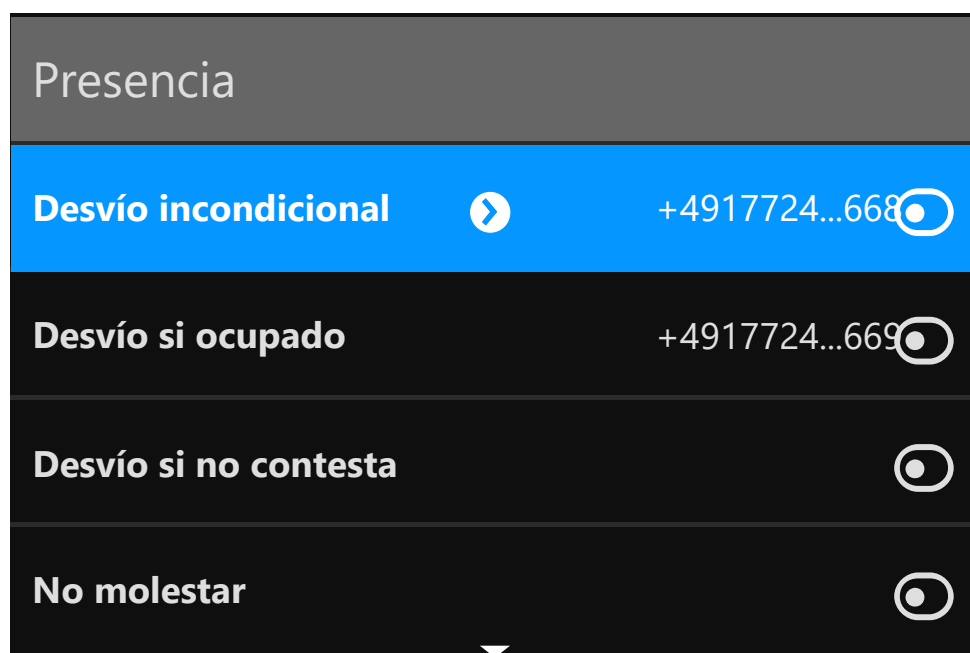 Presencia
Desvío incondicional +4917724...668
Desvío si ocupado +4917724...669
Desvío si no contesta
No molestar